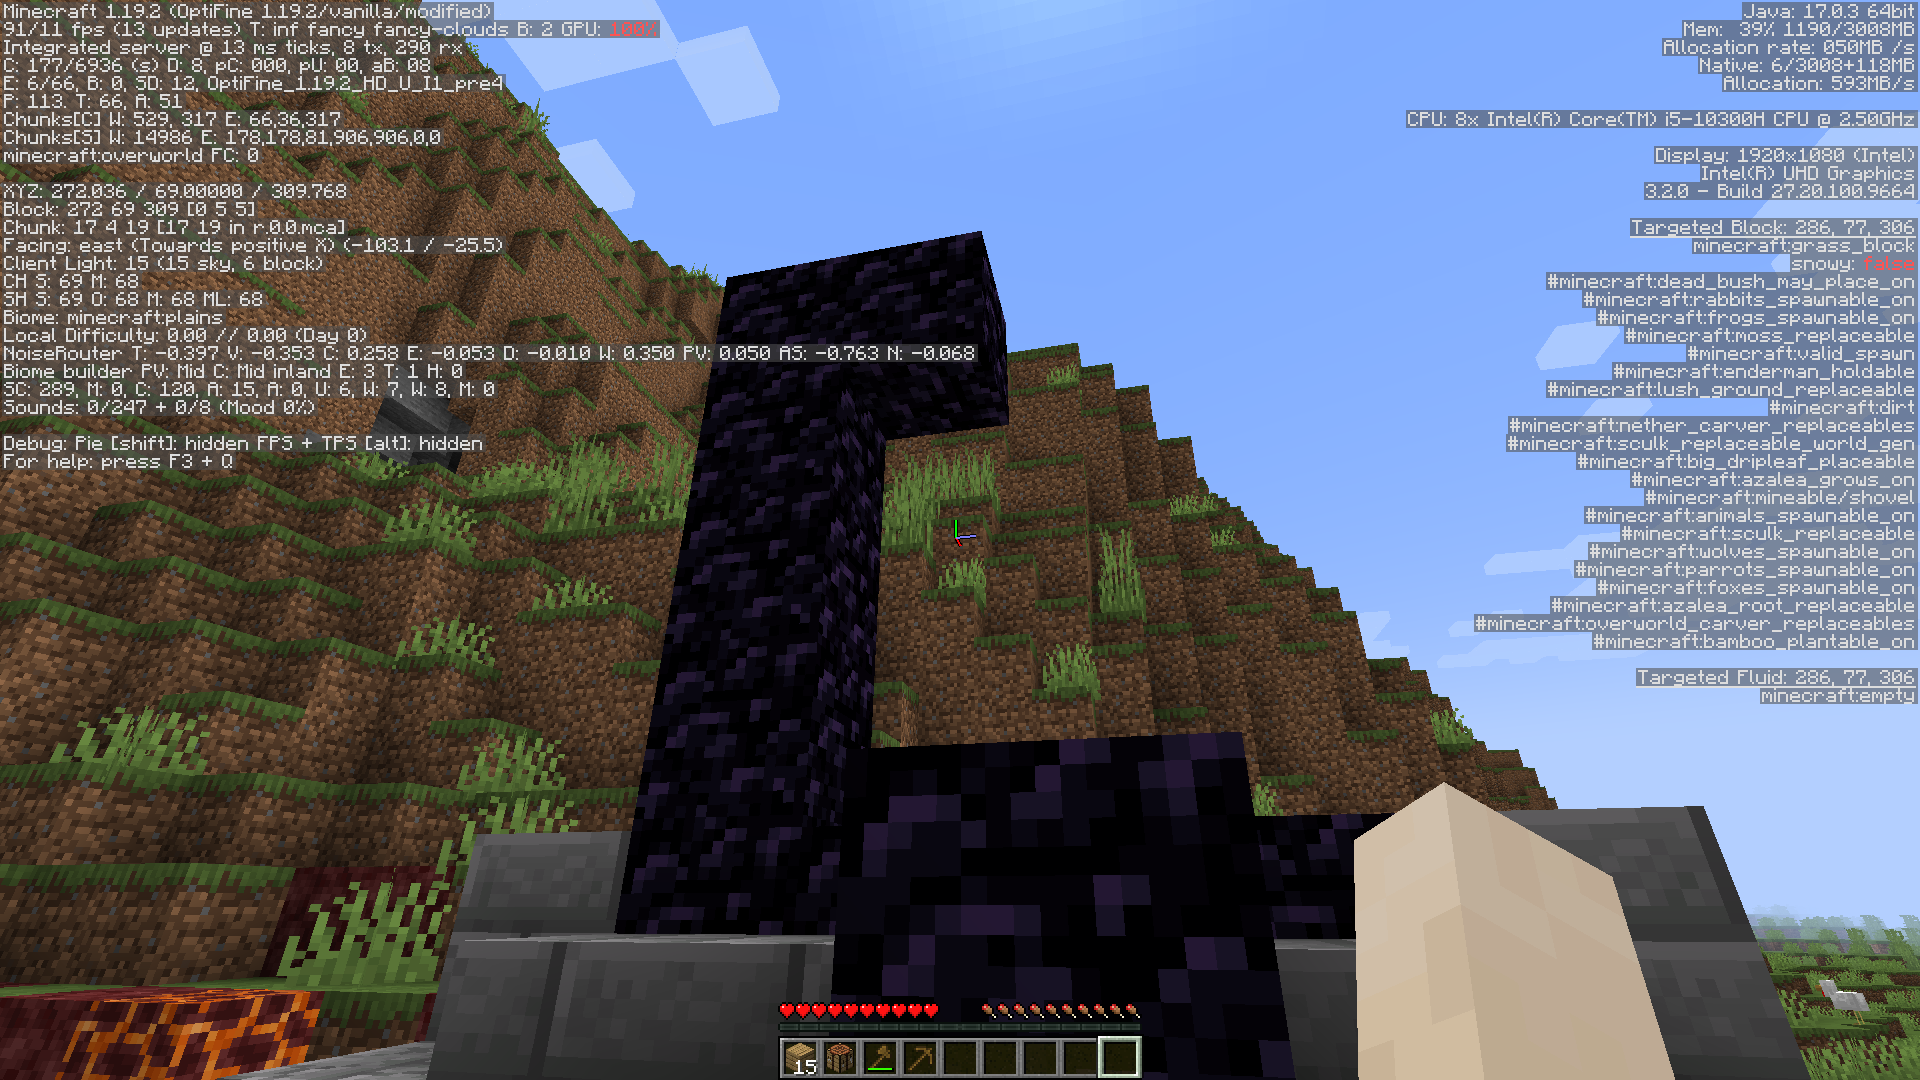 Minecraft 1.19.2 (OptiFine 1.19.2/vanilla/modified)
91/11 fps (13 updates) T: inf fancy fancy-clouds B: 2 GPU: 100%
Integrated server @ 13 ms ticks, 8 tx, 290 rx
C: 177/6936 (s) D: 8, pC: 000, pU: 00, aB: 08
E: 6/66, B: 0, SD: 12, OptiFine_1.19.2_HD_U_I1_pre4
P: 113. T: 66, A: 51
Chunks[C] W: 529, 317 E: 66,36,317
Chunks[S] W: 14986 E: 178,178,81,906,906,0,0
minecraft:overworld FC: 0
XYZ: 272.036 / 69.00000 / 309.768
Block: 272 69 309 [0 5 5]
Chunk: 17 4 19 [17 19 in r.0.0.mca]
Facing: east (Towards positive X) (-103.1 / -25.5)
Client Light: 15 (15 sky, 6 block)
CH S: 69 M: 68
SH S: 69 O: 68 M: 68 ML: 68
Biome: minecraft:plains
Local Difficulty: 0.00 // 0.00 (Day 0)
NoiseRouter T: -0.397 V: -0.353 C: 0.258 E: -0.053 D: -0.010 W: 0.350 PV: 0.050 AS: -0.763 N: -0.068
Biome builder PV: Mid C: Mid inland E: 3 T: 1 H: 0
SC: 289, M: 0, C: 120, A: 15, A: 0, U: 6, W: 7, W: 8, M: 0
Sounds: 0/247 + 0/8 (Mood 0%)
Debug: Pie [shift]: hidden FPS + TPS [alt]: hidden
For help: press F3 + Q
Java: 17.0.3 64bit
Mem: 39% 1190/3008MB
Allocation rate: 050MB /s
Native: 6/3008+118MB
Allocation: 593MB/s
CPU: 8x Intel(R) Core(TM) i5-10300H CPU @ 2.50GHz
Display: 1920x1080 (Intel)
Intel(R) UHD Graphics
3.2.0 - Build 27.20.100.9664
Targeted Block: 286, 77, 306
minecraft:grass_block
snowy: false
#minecraft:dead_bush_may_place_on
#minecraft:rabbits_spawnable_on
#minecraft:frogs_spawnable_on
#minecraft:moss_replaceable
#minecraft:valid_spawn
#minecraft:enderman_holdable
#minecraft:lush_ground_replaceable
#minecraft:dirt
#minecraft:nether_carver_replaceables
#minecraft:sculk_replaceable_world_gen
#minecraft:big_dripleaf_placeable
#minecraft:azalea_grows_on
#minecraft:mineable/shovel
#minecraft:animals_spawnable_on
#minecraft:sculk_replaceable
#minecraft:wolves_spawnable_on
#minecraft:parrots_spawnable_on
#minecraft:foxes_spawnable_on
#minecraft:azalea_root_replaceable
#minecraft:overworld_carver_replaceables
#minecraft:bamboo_plantable_on
Targeted Fluid: 286, 77, 306
minecraft:empty
15